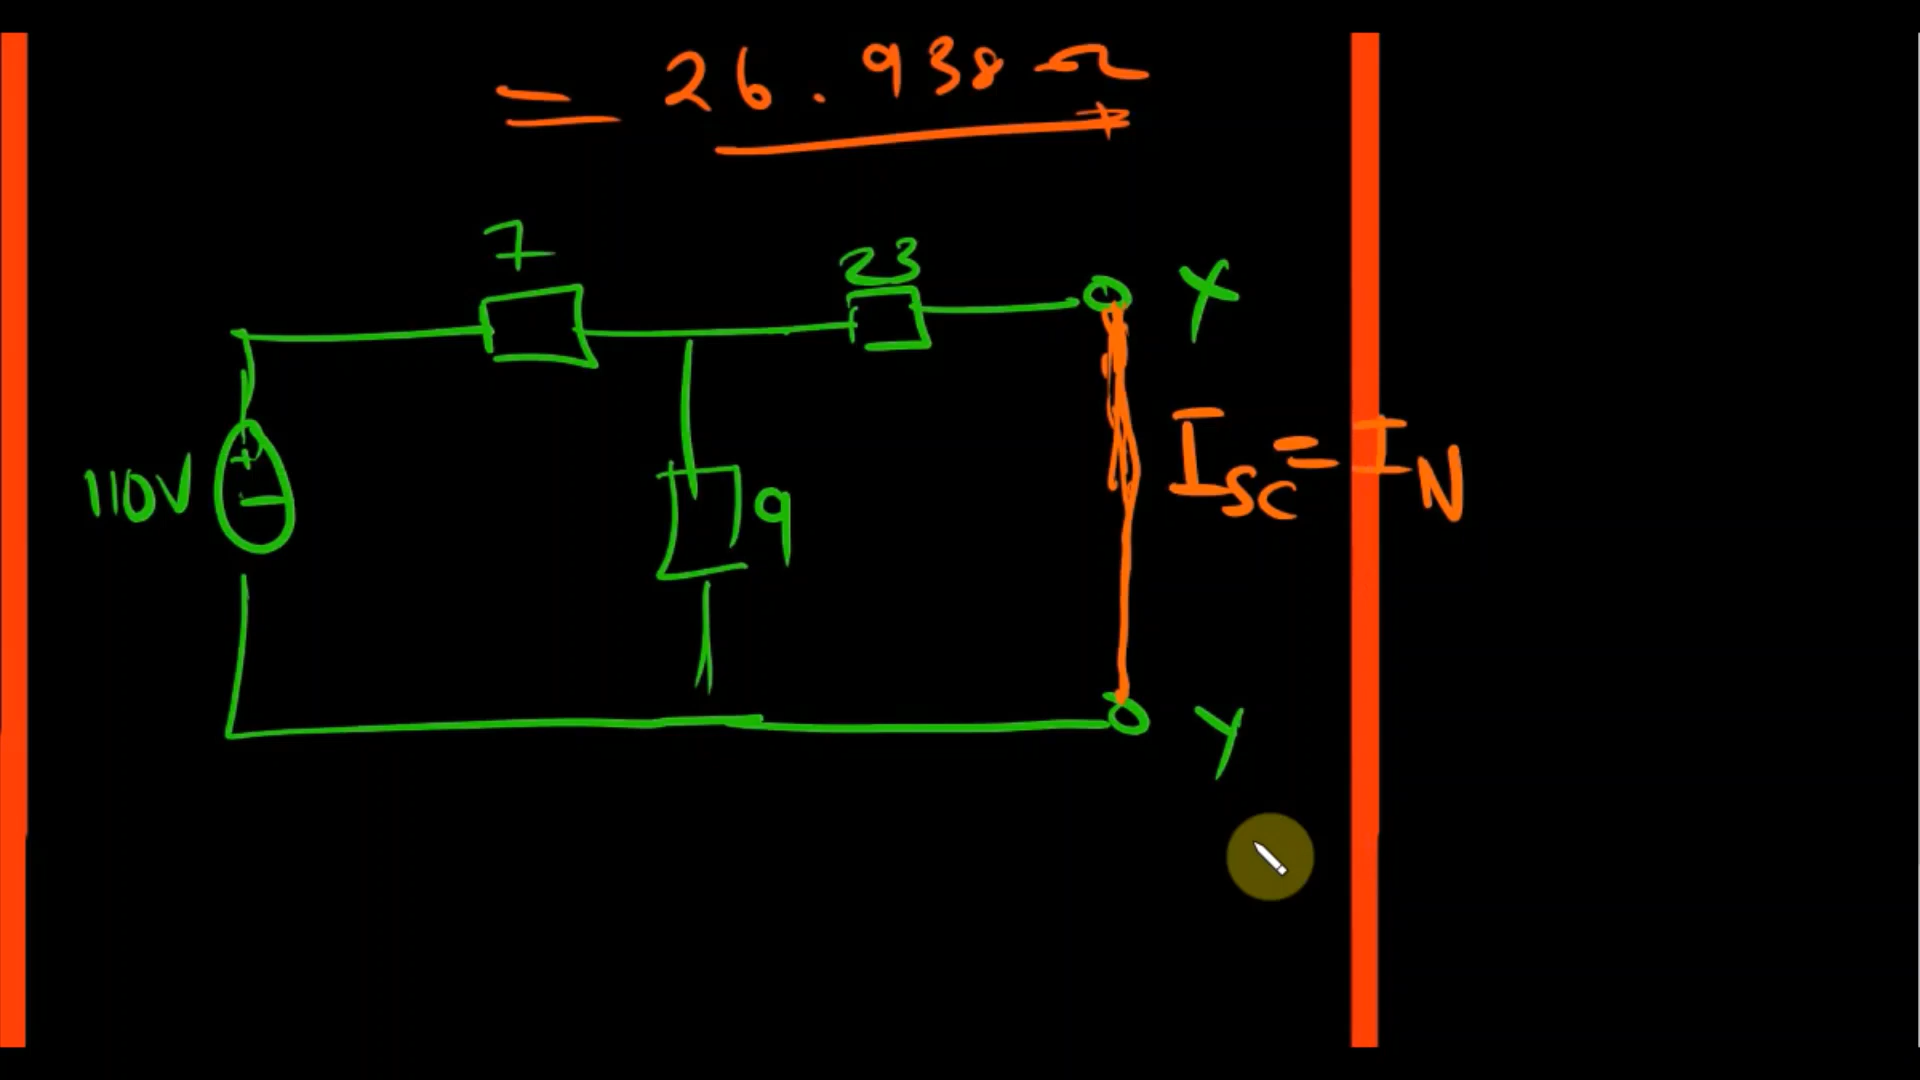 = 26.938 Ω
7
23
X
110V
+
-
9
Isc = IN
Y